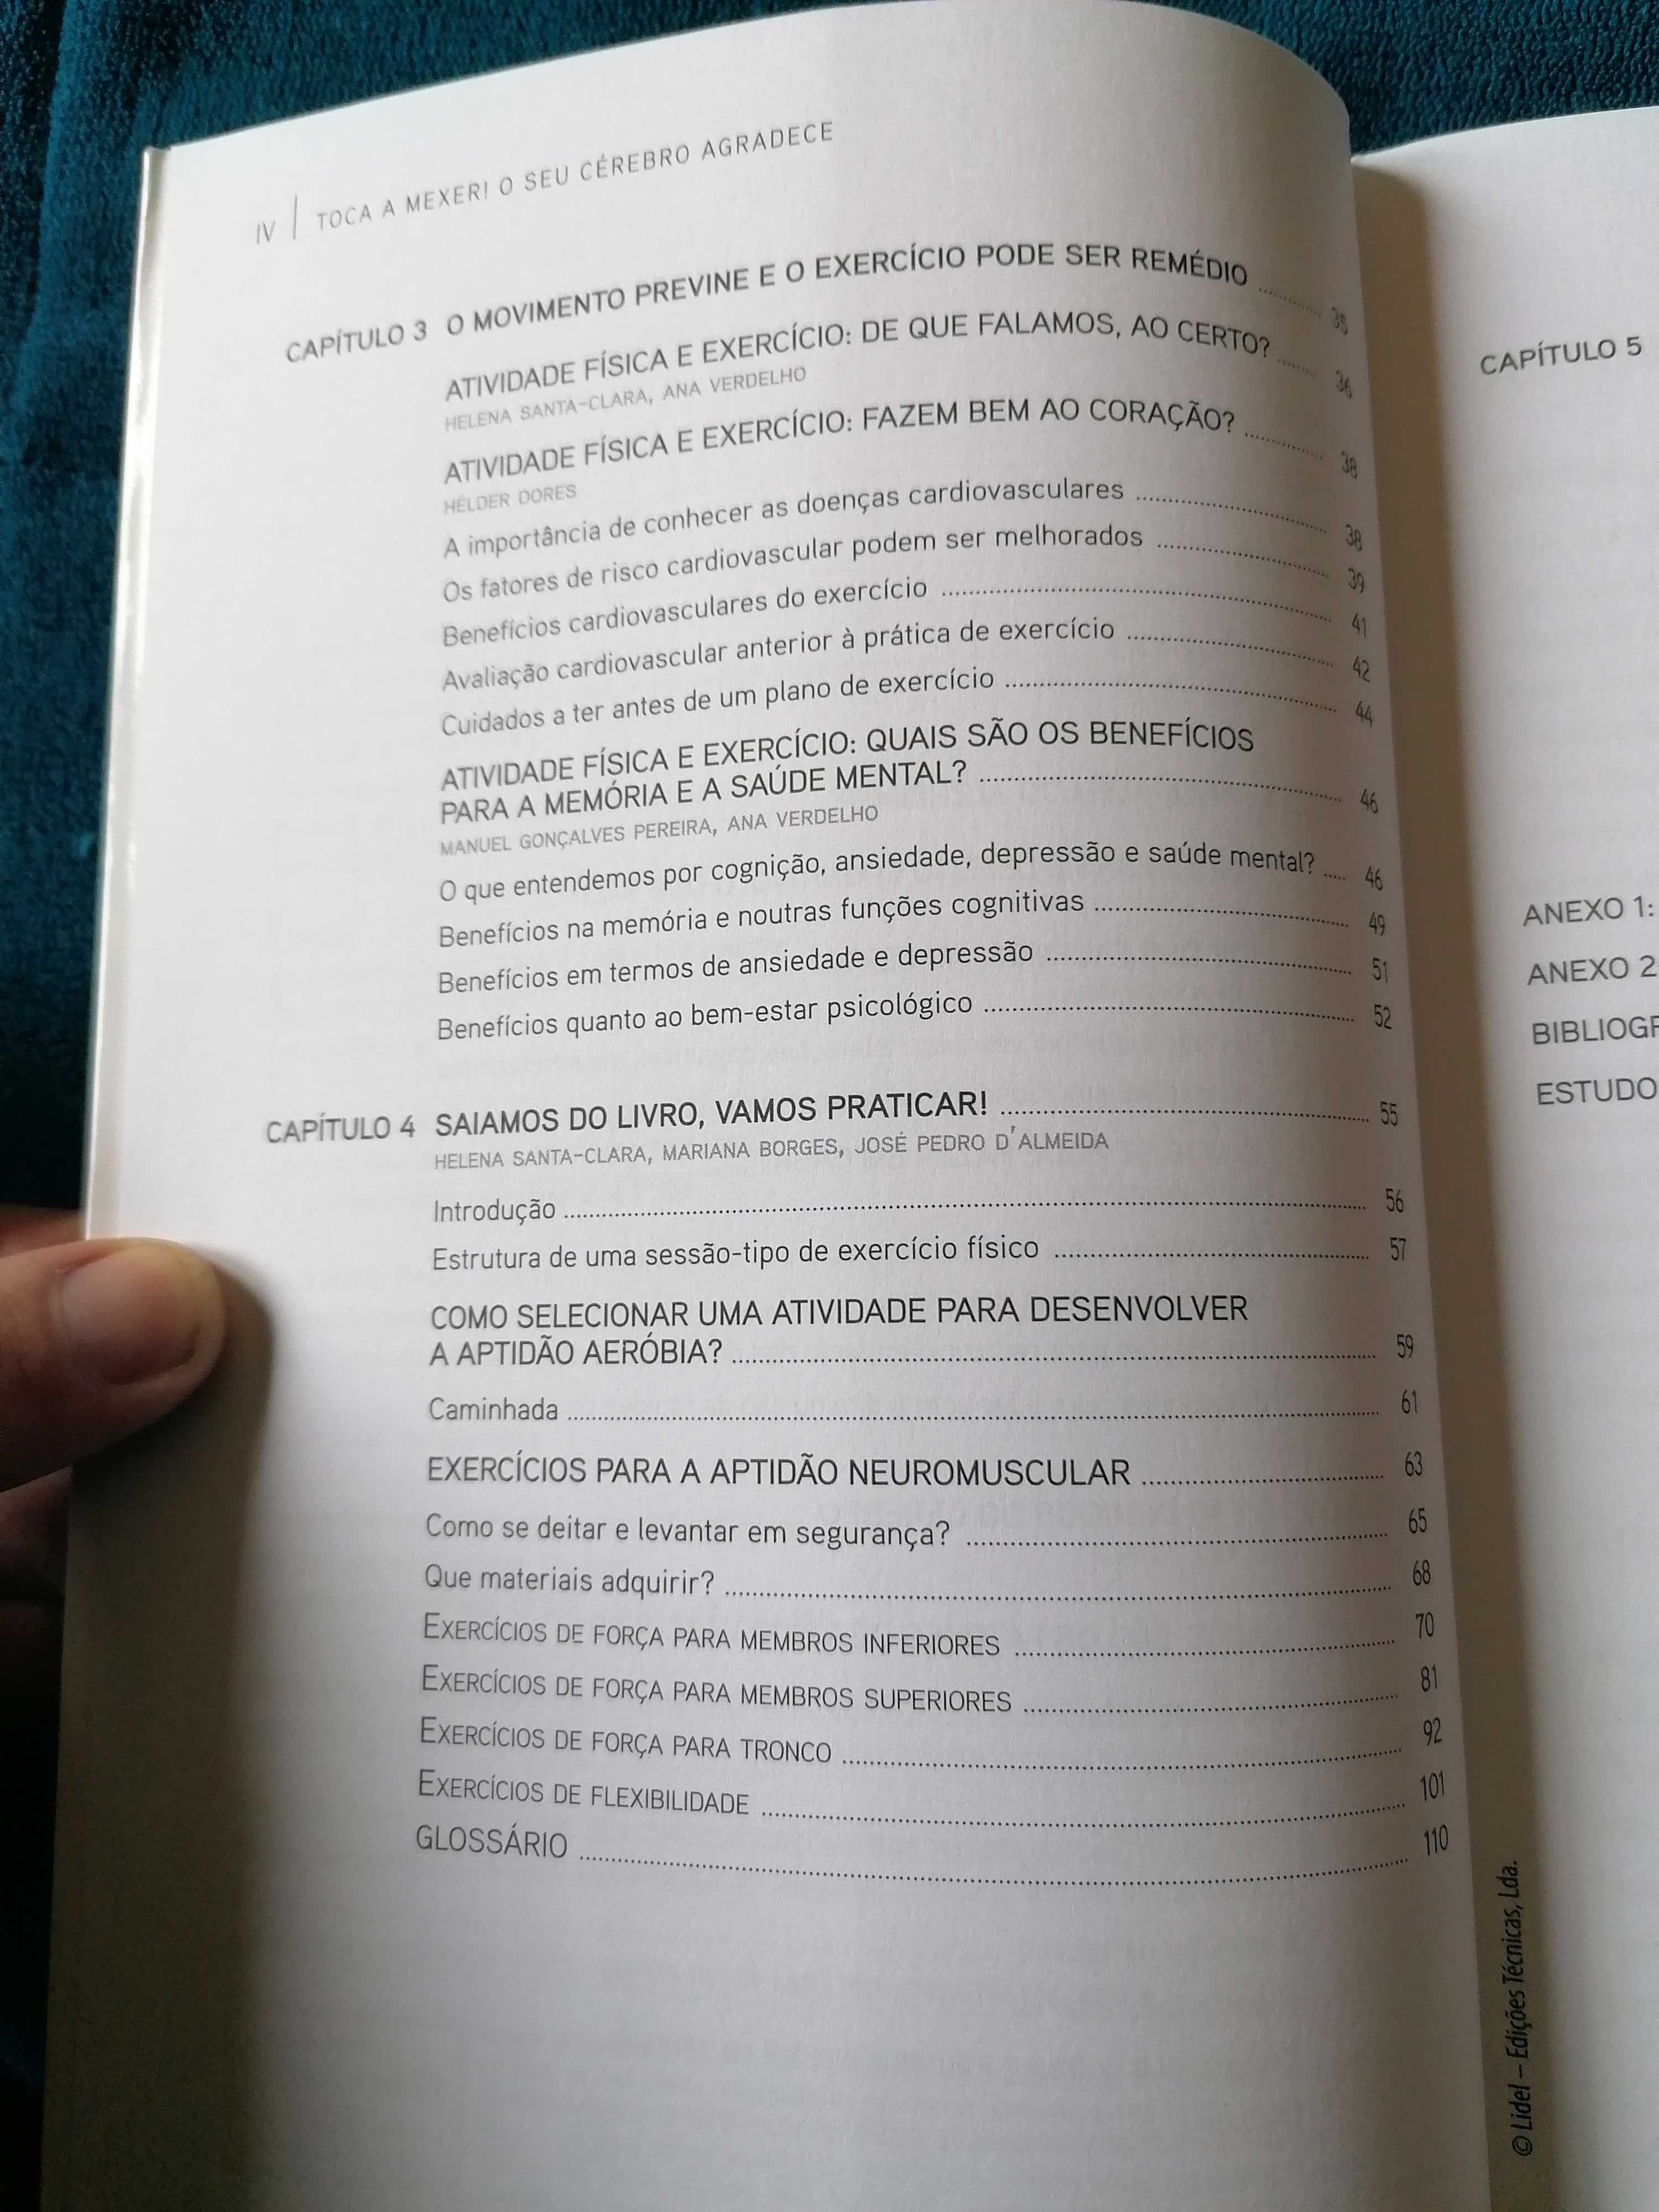 IV | TOCA A MEXER! O SEU CÉREBRO AGRADECE
CAPÍTULO 3 O MOVIMENTO PREVINE E O EXERCÍCIO PODE SER REMÉDIO .......... 35
ATIVIDADE FÍSICA E EXERCÍCIO: DE QUE FALAMOS, AO CERTO? .......... 36
HELENA SANTA-CLARA, ANA VERDELHO
ATIVIDADE FÍSICA E EXERCÍCIO: FAZEM BEM AO CORAÇÃO? .......... 38
HÉLDER DORES
A importância de conhecer as doenças cardiovasculares .......... 38
Os fatores de risco cardiovascular podem ser melhorados .......... 39
Benefícios cardiovasculares do exercício .......... 41
Avaliação cardiovascular anterior à prática de exercício .......... 42
Cuidados a ter antes de um plano de exercício .......... 44
ATIVIDADE FÍSICA E EXERCÍCIO: QUAIS SÃO OS BENEFÍCIOS
PARA A MEMÓRIA E A SAÚDE MENTAL? .......... 46
MANUEL GONÇALVES PEREIRA, ANA VERDELHO
O que entendemos por cognição, ansiedade, depressão e saúde mental? ..... 46
Benefícios na memória e noutras funções cognitivas .......... 49
Benefícios em termos de ansiedade e depressão .......... 51
Benefícios quanto ao bem-estar psicológico .......... 52
CAPÍTULO 4 SAIAMOS DO LIVRO, VAMOS PRATICAR! .......... 55
HELENA SANTA-CLARA, MARIANA BORGES, JOSÉ PEDRO D'ALMEIDA
Introdução .......... 56
Estrutura de uma sessão-tipo de exercício físico .......... 57
COMO SELECIONAR UMA ATIVIDADE PARA DESENVOLVER
A APTIDÃO AERÓBIA? .......... 59
Caminhada .......... 61
EXERCÍCIOS PARA A APTIDÃO NEUROMUSCULAR .......... 63
Como se deitar e levantar em segurança? .......... 65
Que materiais adquirir? .......... 68
EXERCÍCIOS DE FORÇA PARA MEMBROS INFERIORES .......... 70
EXERCÍCIOS DE FORÇA PARA MEMBROS SUPERIORES .......... 81
EXERCÍCIOS DE FORÇA PARA TRONCO .......... 92
EXERCÍCIOS DE FLEXIBILIDADE .......... 101
GLOSSÁRIO .......... 110
CAPÍTULO 5
ANEXO 1:
ANEXO 2
BIBLIOGR
ESTUDO
© Lidel – Edições Técnicas, Lda.